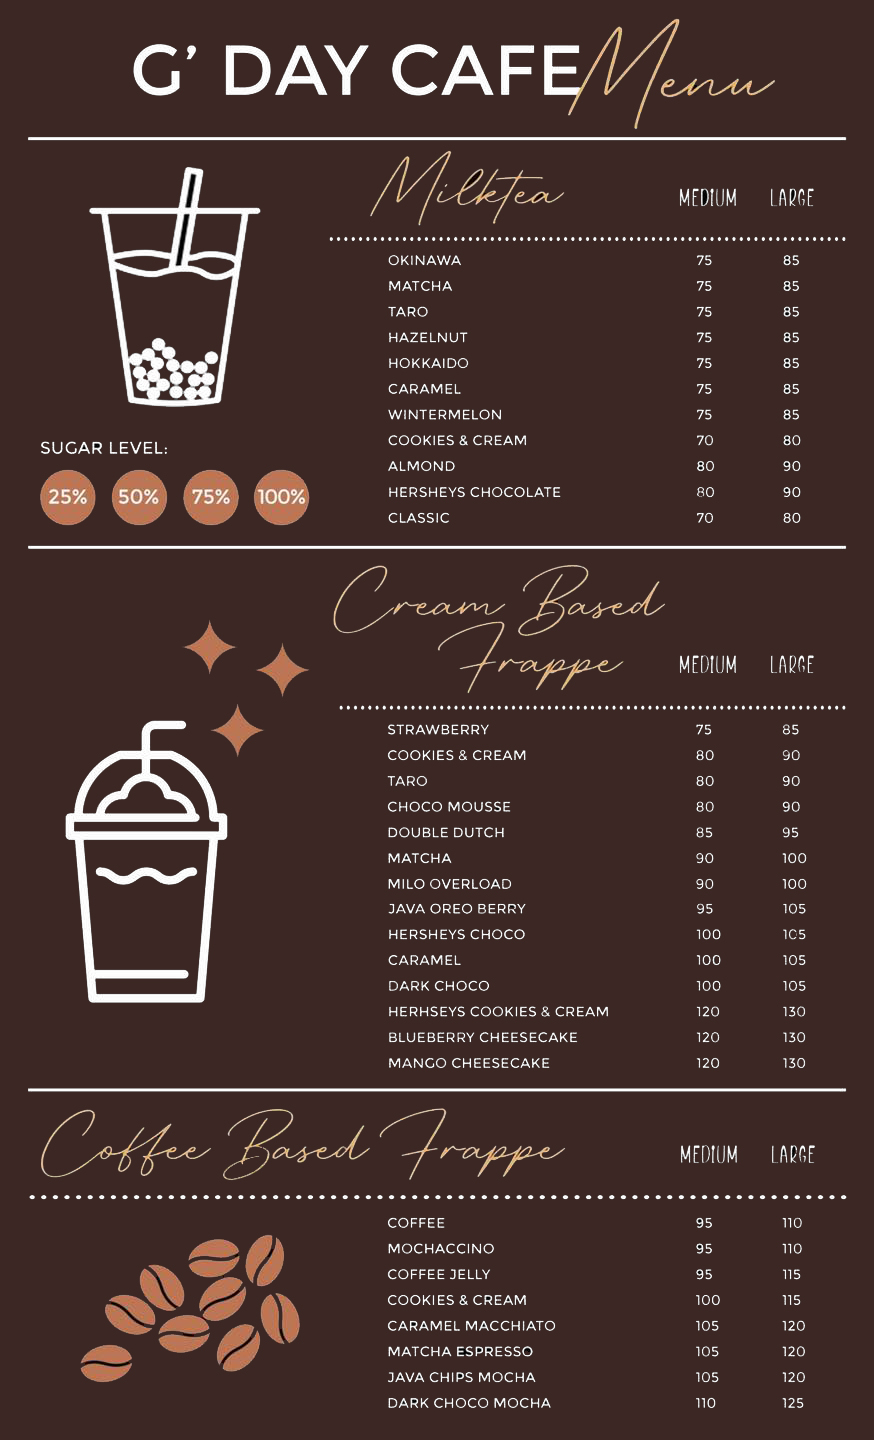 G' DAY CAFE Menu
Milktea MEDIUM LARGE
OKINAWA 75 85
MATCHA 75 85
TARO 75 85
HAZELNUT 75 85
HOKKAIDO 75 85
CARAMEL 75 85
WINTERMELON 75 85
COOKIES & CREAM 70 80
ALMOND 80 90
HERSHEYS CHOCOLATE 80 90
CLASSIC 70 80
SUGAR LEVEL:
25% 50% 75% 100%
Cream Based
Frappe MEDIUM LARGE
STRAWBERRY 75 85
COOKIES & CREAM 80 90
TARO 80 90
CHOCO MOUSSE 80 90
DOUBLE DUTCH 85 95
MATCHA 90 100
MILO OVERLOAD 90 100
JAVA OREO BERRY 95 105
HERSHEYS CHOCO 100 105
CARAMEL 100 105
DARK CHOCO 100 105
HERHSEYS COOKIES & CREAM 120 130
BLUEBERRY CHEESECAKE 120 130
MANGO CHEESECAKE 120 130
Coffee Based Frappe MEDIUM LARGE
COFFEE 95 110
MOCHACCINO 95 110
COFFEE JELLY 95 115
COOKIES & CREAM 100 115
CARAMEL MACCHIATO 105 120
MATCHA ESPRESSO 105 120
JAVA CHIPS MOCHA 105 120
DARK CHOCO MOCHA 110 125